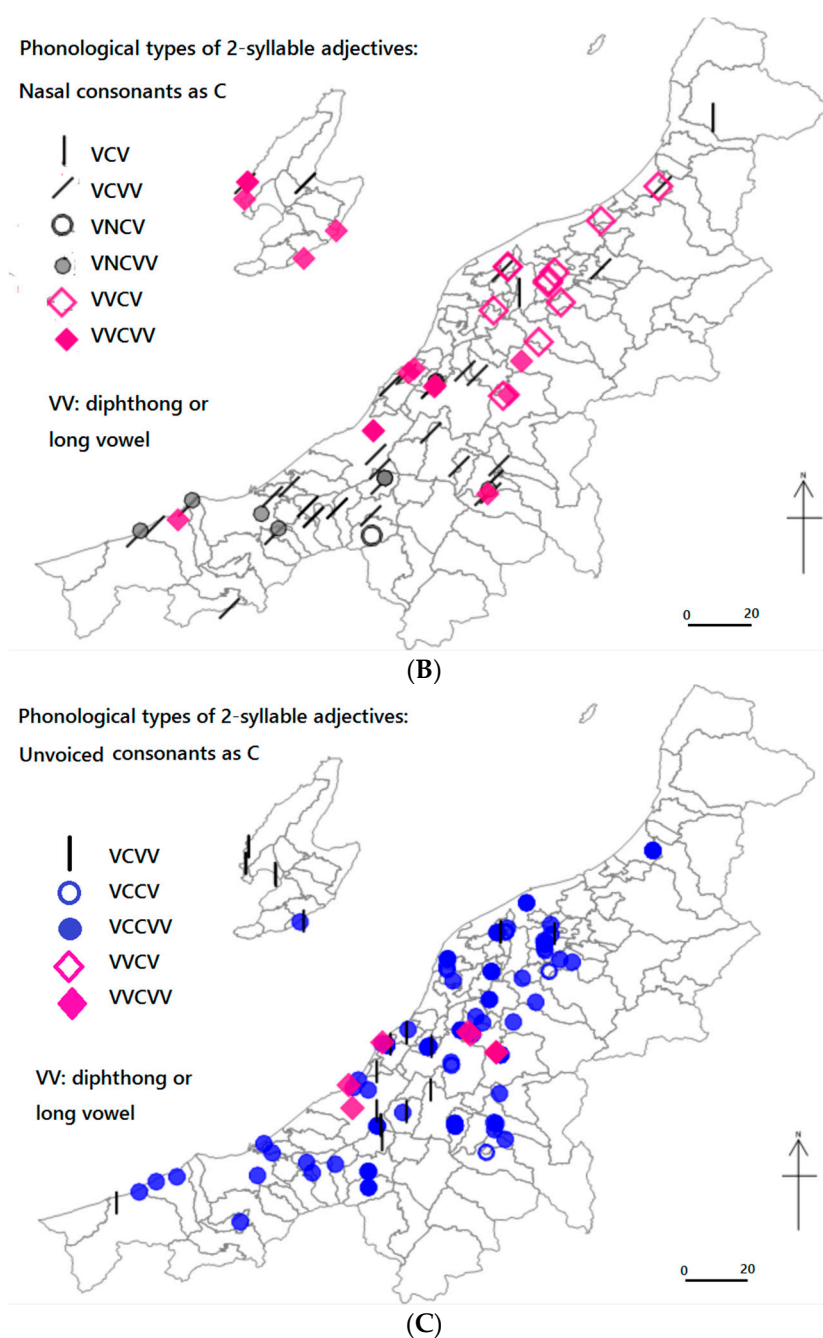 Phonological types of 2-syllable adjectives:
Nasal consonants as C
VCV
VCVV
VNCV
VNCVV
VVCV
VVCVV
VV: diphthong or
long vowel
N
0 20
(B)
Phonological types of 2-syllable adjectives:
Unvoiced consonants as C
VCVV
VCCV
VCCVV
VVCV
VVCVV
VV: diphthong or
long vowel
N
0 20
(C)